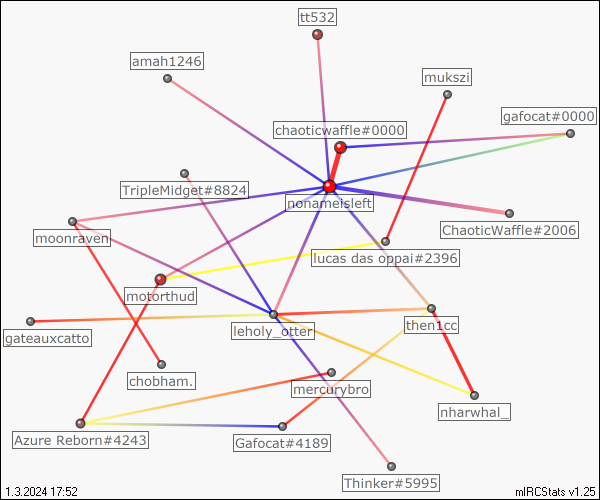 tt532
amah1246
mukszi
gafocat#0000
chaoticwaffle#0000
TripleMidget#8824
nonamesleft
ChaoticWaffle#2006
moonraven
lucas das oppai#2396
motorthud
leholy_otter
then1cc
gateauxcatto
chobham.
mercurybro
nharwhal_
Azure Reborn#4243
Gafocat#4189
Thinker#5995
1.3.2024 17:52
mIRCStats v1.25